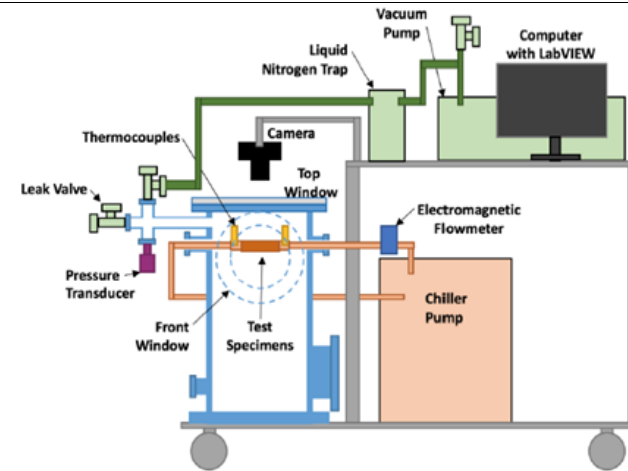 Vacuum
Pump
Computer
with LabVIEW
Liquid
Nitrogen Trap
Camera
Thermocouples
Top
Window
Leak Valve
Electromagnetic
Flowmeter
Pressure
Transducer
Chiller
Pump
Front
Window
Test
Specimens